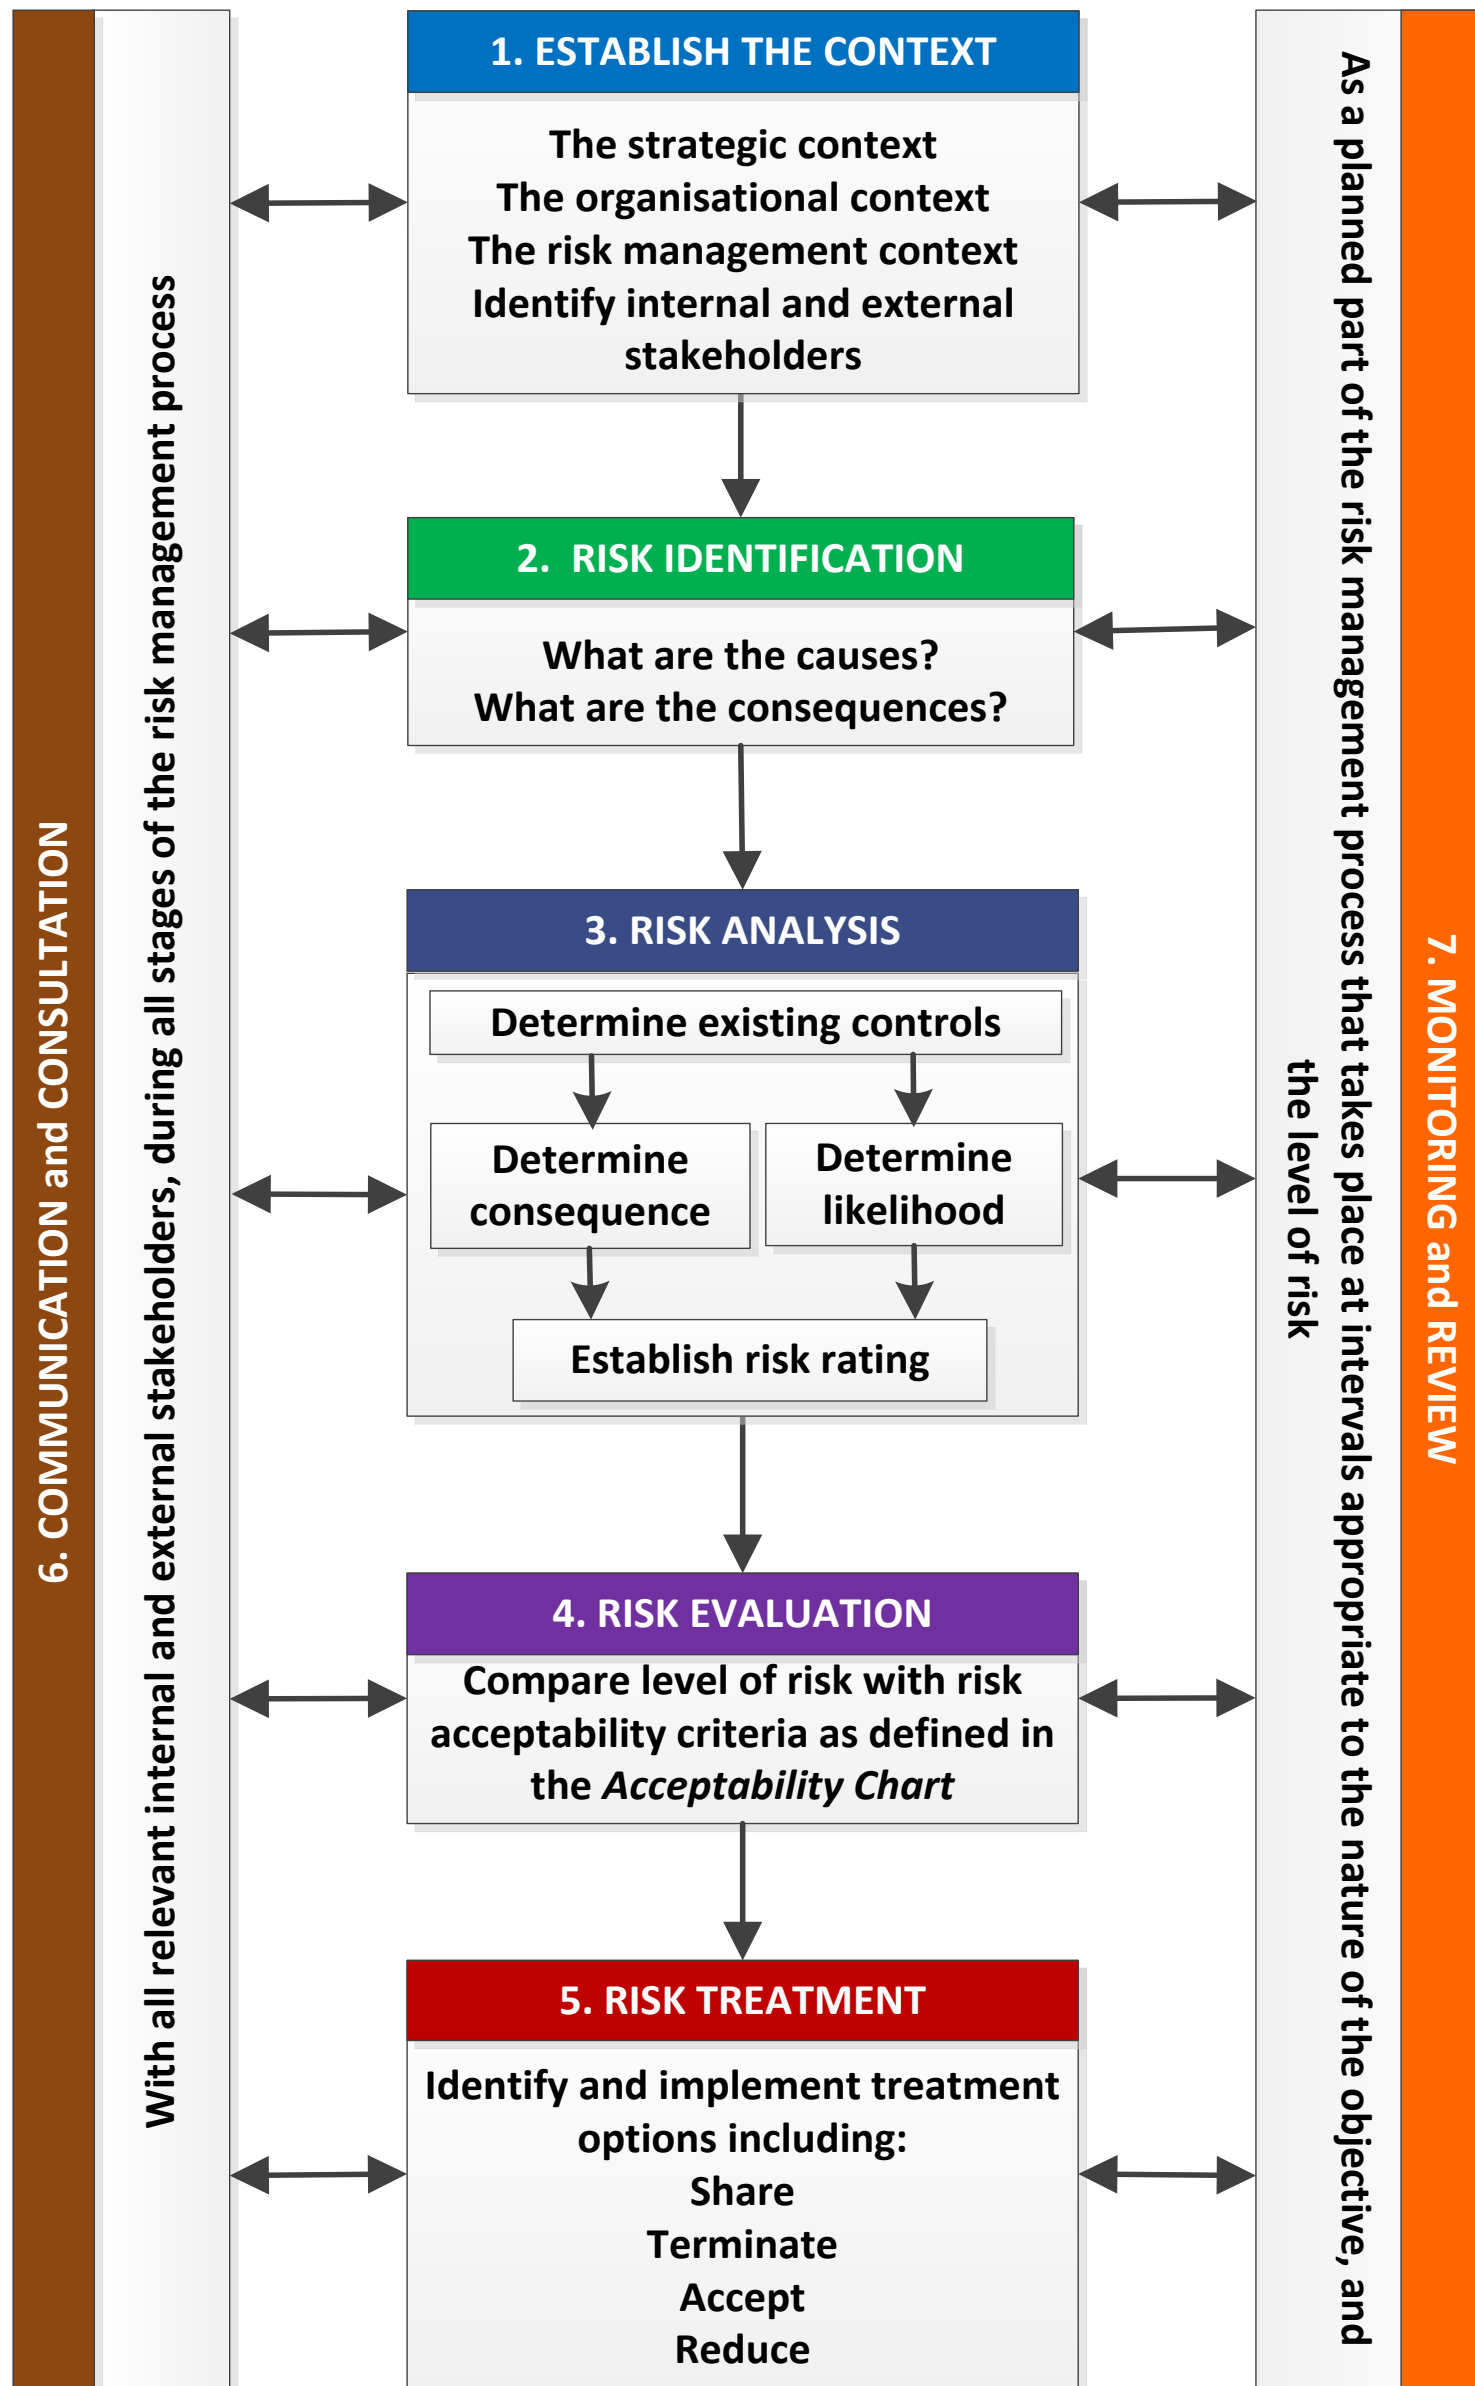 6. COMMUNICATION and CONSULTATION
With all relevant internal and external stakeholders, during all stages of the risk management process
1. ESTABLISH THE CONTEXT
The strategic context
The organisational context
The risk management context
Identify internal and external
stakeholders
2. RISK IDENTIFICATION
What are the causes?
What are the consequences?
3. RISK ANALYSIS
Determine existing controls
Determine
consequence
Determine
likelihood
Establish risk rating
4. RISK EVALUATION
Compare level of risk with risk
acceptability criteria as defined in
the Acceptability Chart
5. RISK TREATMENT
Identify and implement treatment
options including:
Share
Terminate
Accept
Reduce
As a planned part of the risk management process that takes place at intervals appropriate to the nature of the objective, and
the level of risk
7. MONITORING and REVIEW